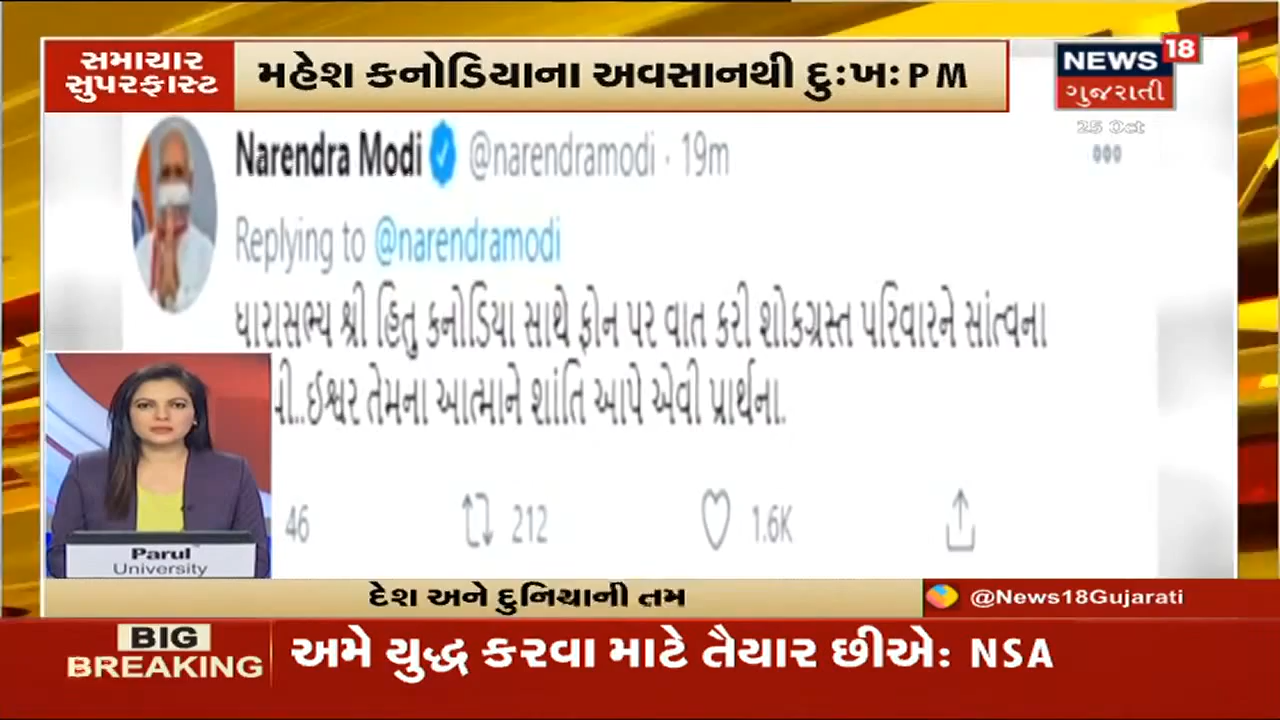 સમાચાર
સુપરફાસ્ટ
મહેશ કનોડિયાના અવસાનથી દુઃખઃ PM
NEWS 18
ગુજરાતી
25 Oct
Narendra Modi @narendramodi · 19m
Replying to @narendramodi
ધારાસભ્ય શ્રી હિતુ કનોડિયા સાથે ફોન પર વાત કરી શોકગ્રસ્ત પરિવારને સાંત્વના
પી..ઈશ્વર તેમના આત્માને શાંતિ આપે એવી પ્રાર્થના.
46 212 1.6K
Parul
University
દેશ અને દુનિયાની તમ
@News18Gujarati
BIG
BREAKING
અમે યુદ્ધ કરવા માટે તૈયાર છીએઃ NSA